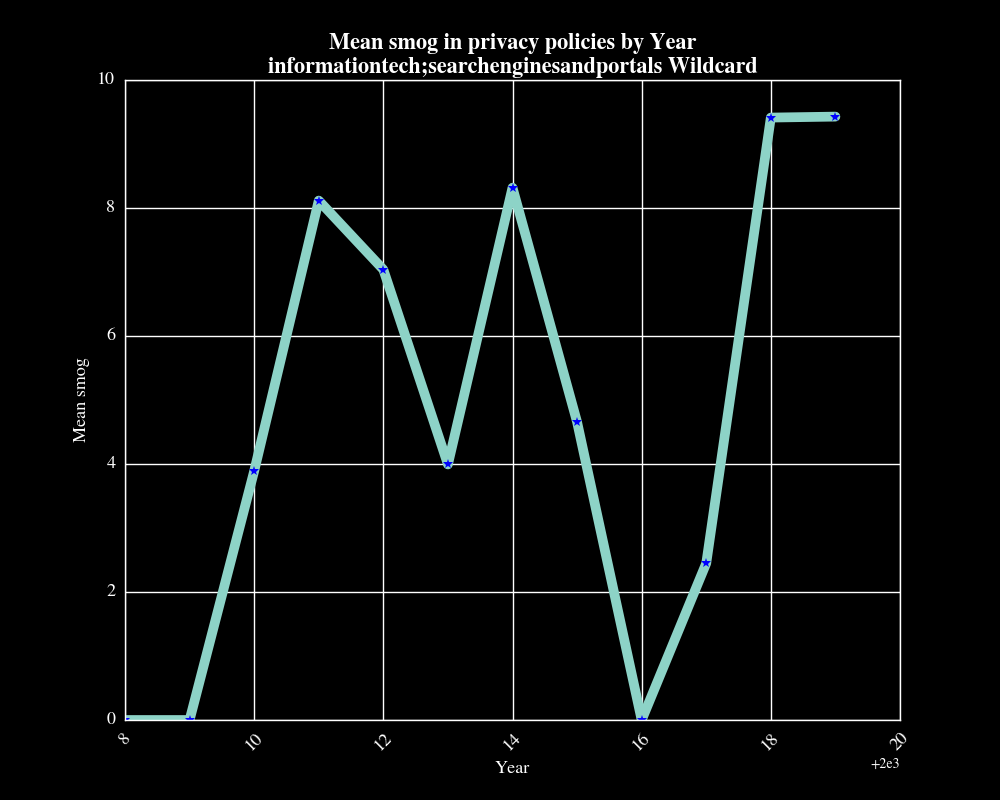 Mean smog in privacy policies by Year
informationtech;searchenginesandportals Wildcard
10
8
6
4
2
0
Mean smog
8
10
12
14
16
18
20
Year
+2e3